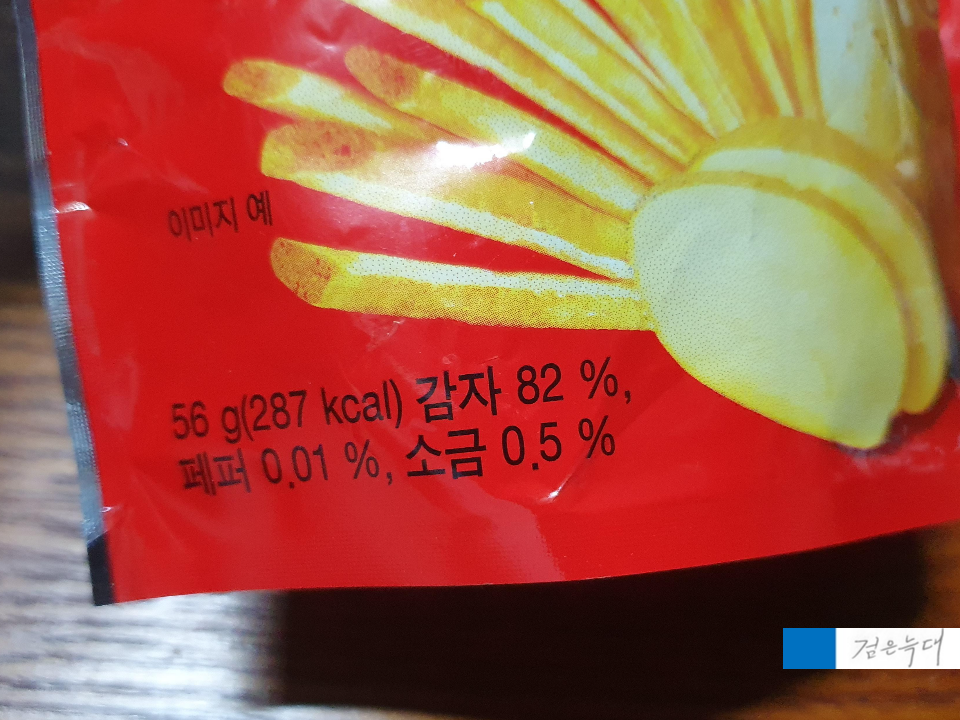 이미지 예
56 g(287 kcal) 감자 82 %,
페퍼 0.01 %, 소금 0.5 %
검은늑대